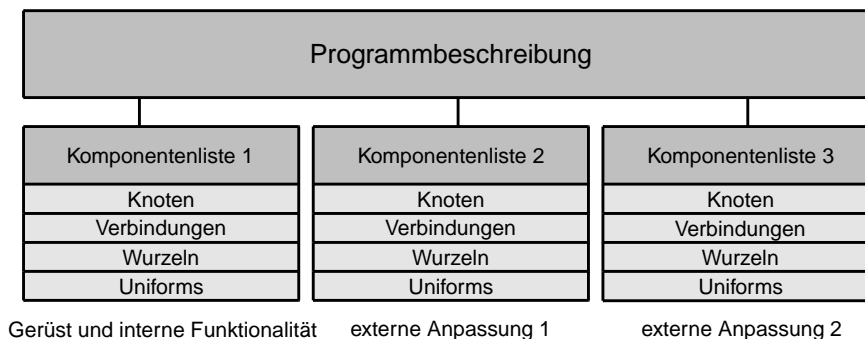 Programmbeschreibung
Komponentenliste 1
Knoten
Verbindungen
Wurzeln
Uniforms
Gerüst und interne Funktionalität
Komponentenliste 2
Knoten
Verbindungen
Wurzeln
Uniforms
externe Anpassung 1
Komponentenliste 3
Knoten
Verbindungen
Wurzeln
Uniforms
externe Anpassung 2